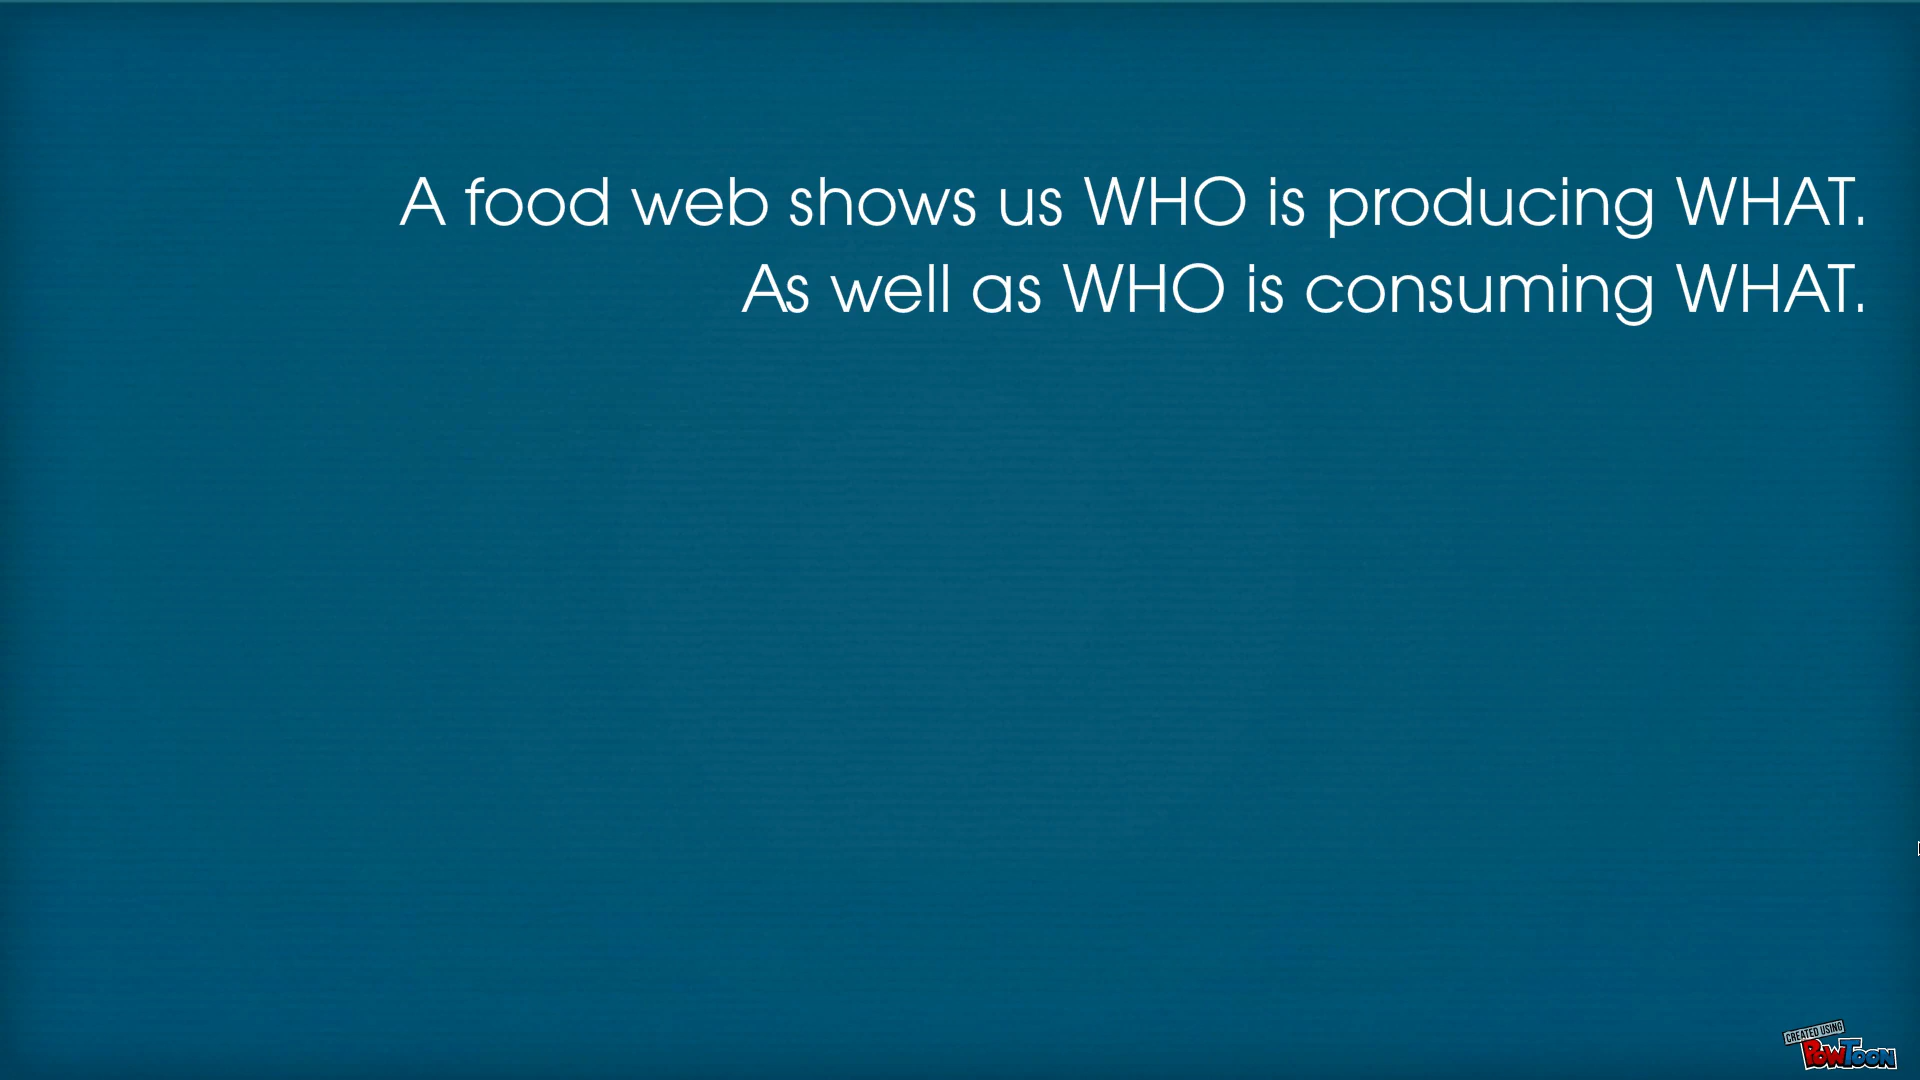 A food web shows us WHO is producing WHAT.
As well as WHO is consuming WHAT.
CREATED USING
POWTOON